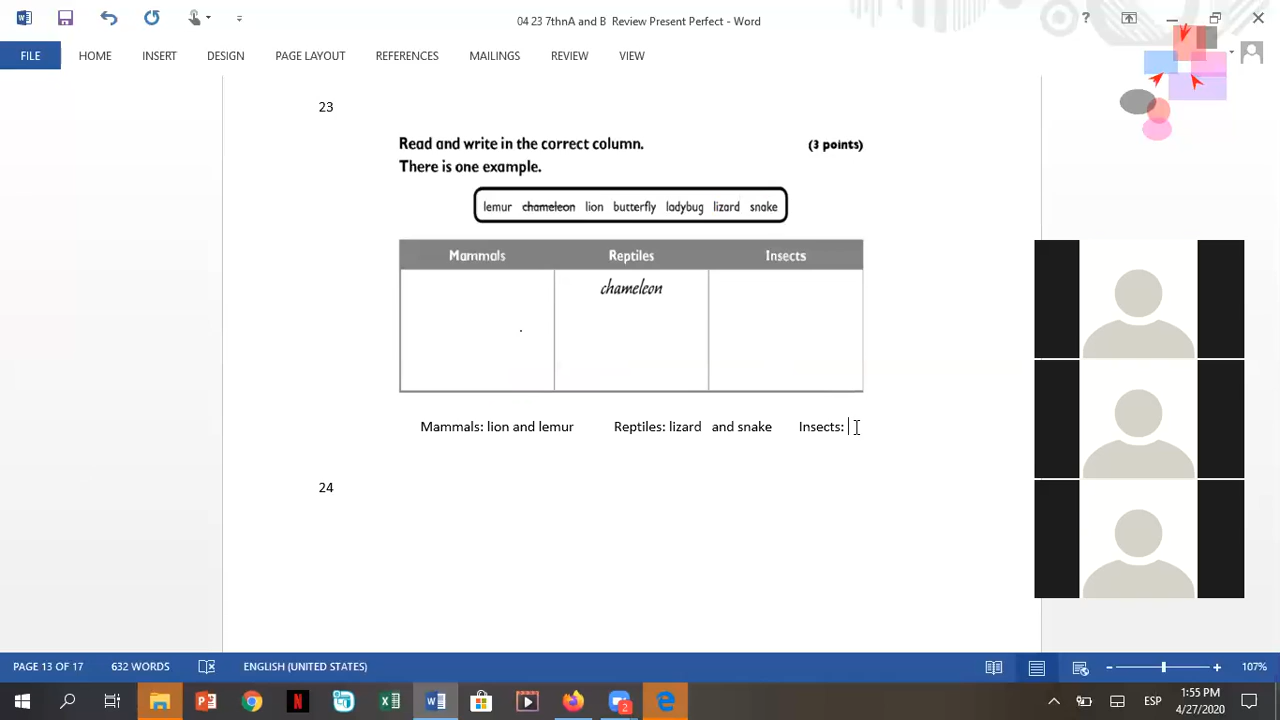 04 23 7thnA and B Review Present Perfect - Word
FILE HOME INSERT DESIGN PAGE LAYOUT REFERENCES MAILINGS REVIEW VIEW
23
Read and write in the correct column. (3 points)
There is one example.
lemur chameleon lion butterfly ladybug lizard snake
Mammals Reptiles Insects
chameleon
Mammals: lion and lemur Reptiles: lizard and snake Insects:
24
PAGE 13 OF 17 632 WORDS ENGLISH (UNITED STATES) 107%
2
ESP
1:55 PM
4/27/2020